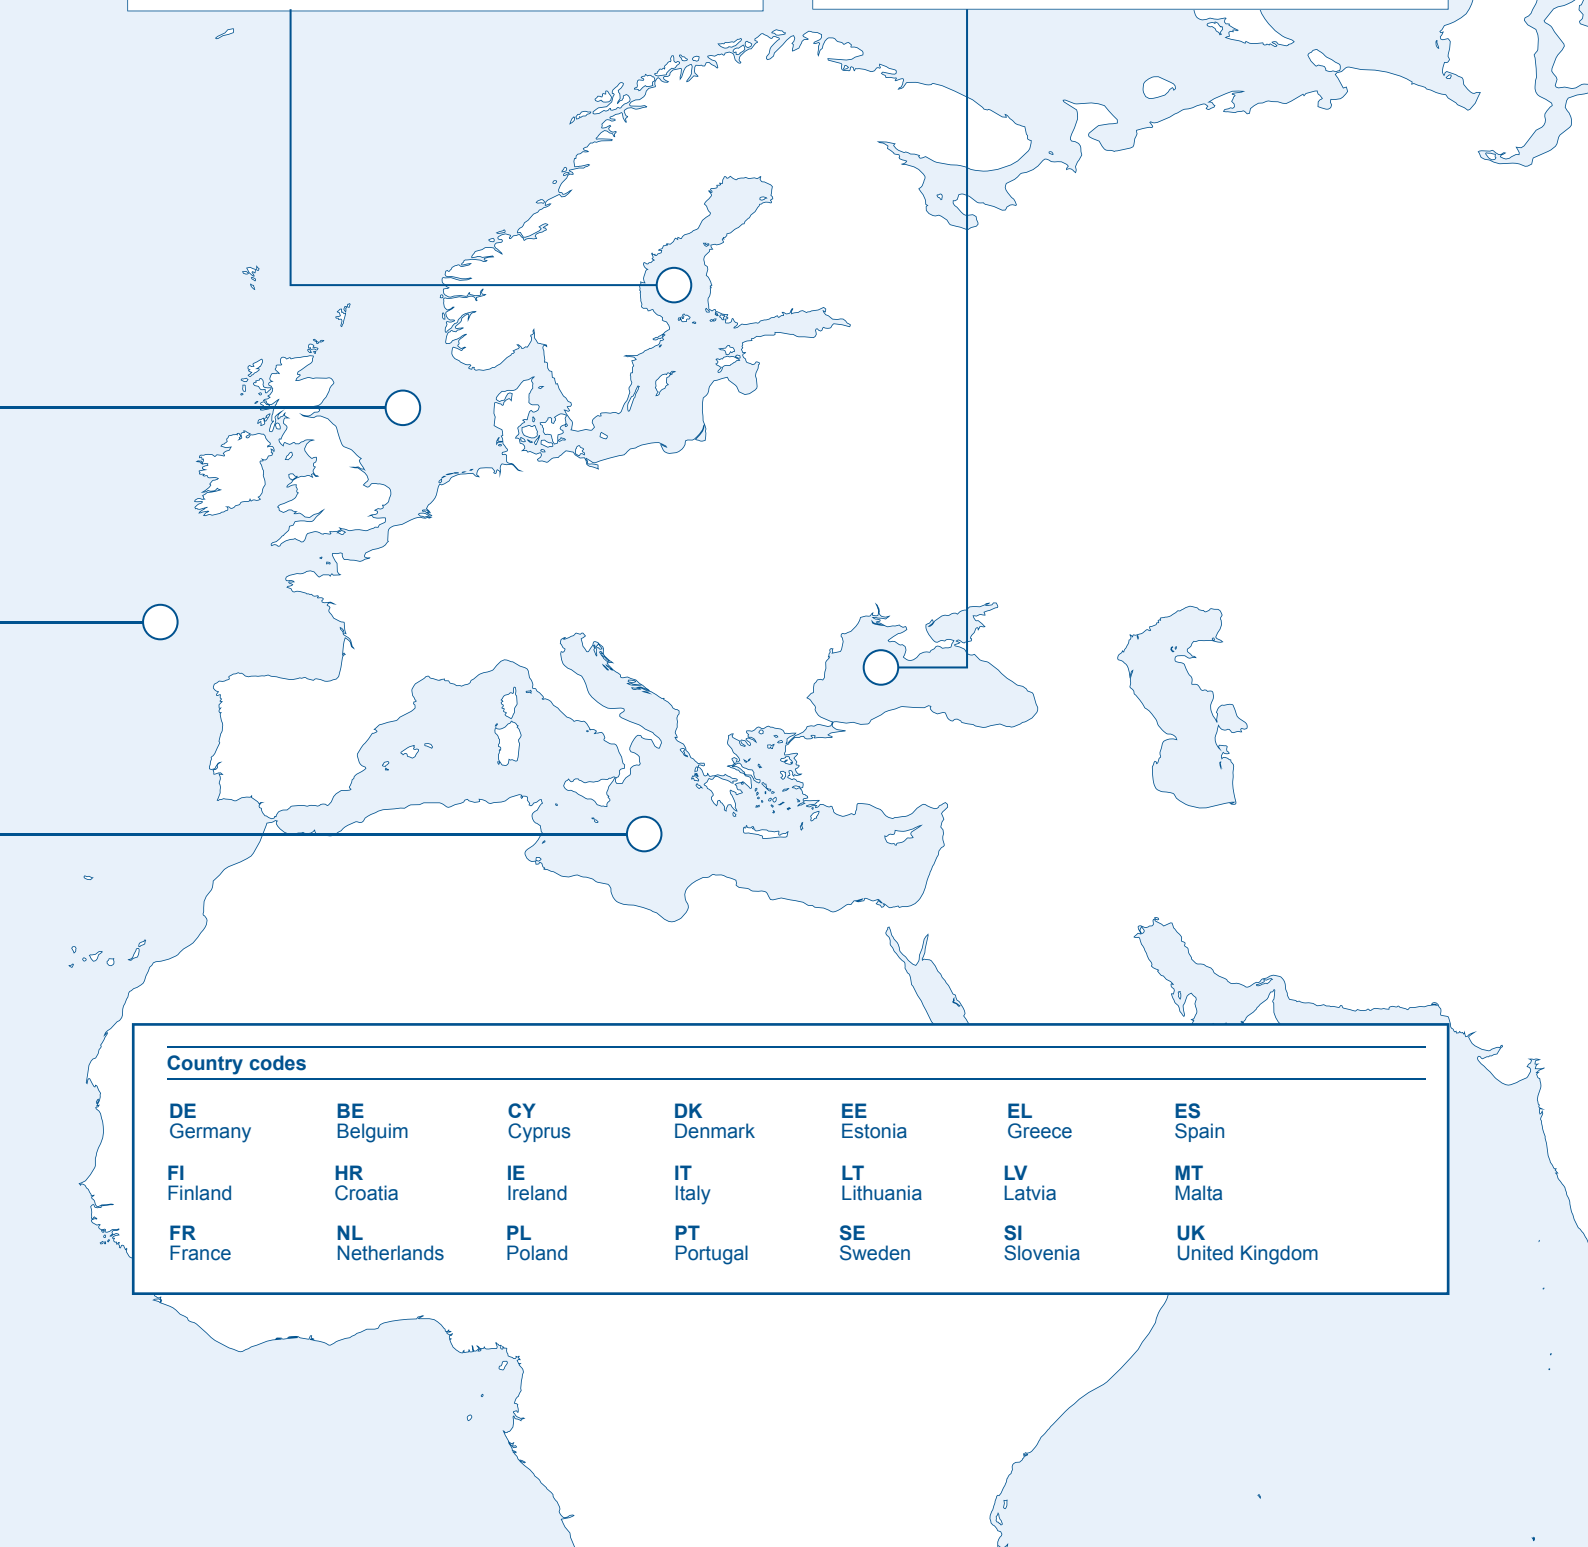 Country codes
DE BE CY DK EE EL ES
Germany Belguim Cyprus Denmark Estonia Greece Spain
FI HR IE IT LT LV MT
Finland Croatia Ireland Italy Lithuania Latvia Malta
FR NL PL PT SE SI UK
France Netherlands Poland Portugal Sweden Slovenia United Kingdom